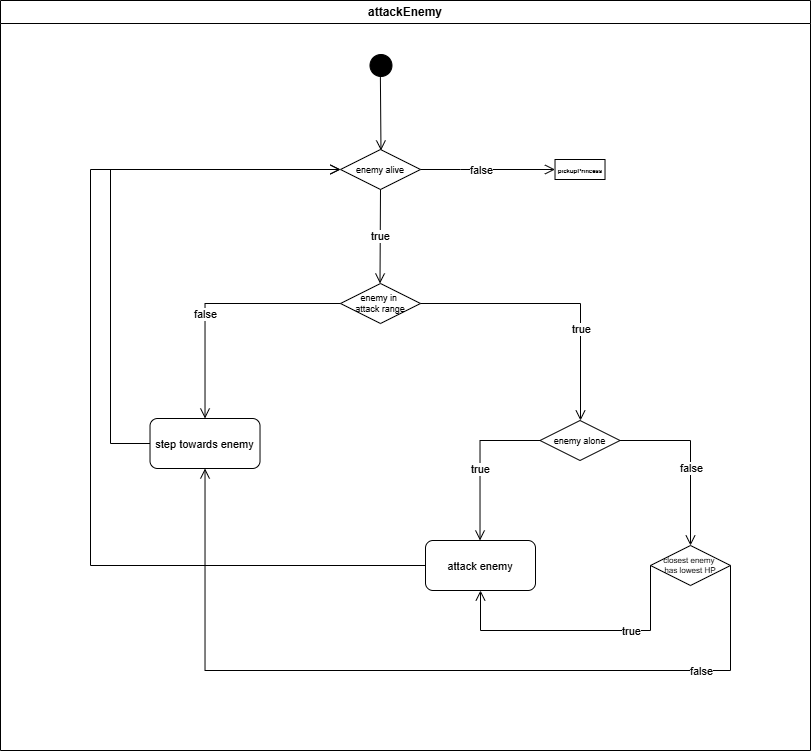 attackEnemy
enemy alive
false
pickupPrincess
true
enemy in
attack range
false
true
step towards enemy
enemy alone
true
false
attack enemy
closest enemy
has lowest HP
true
false